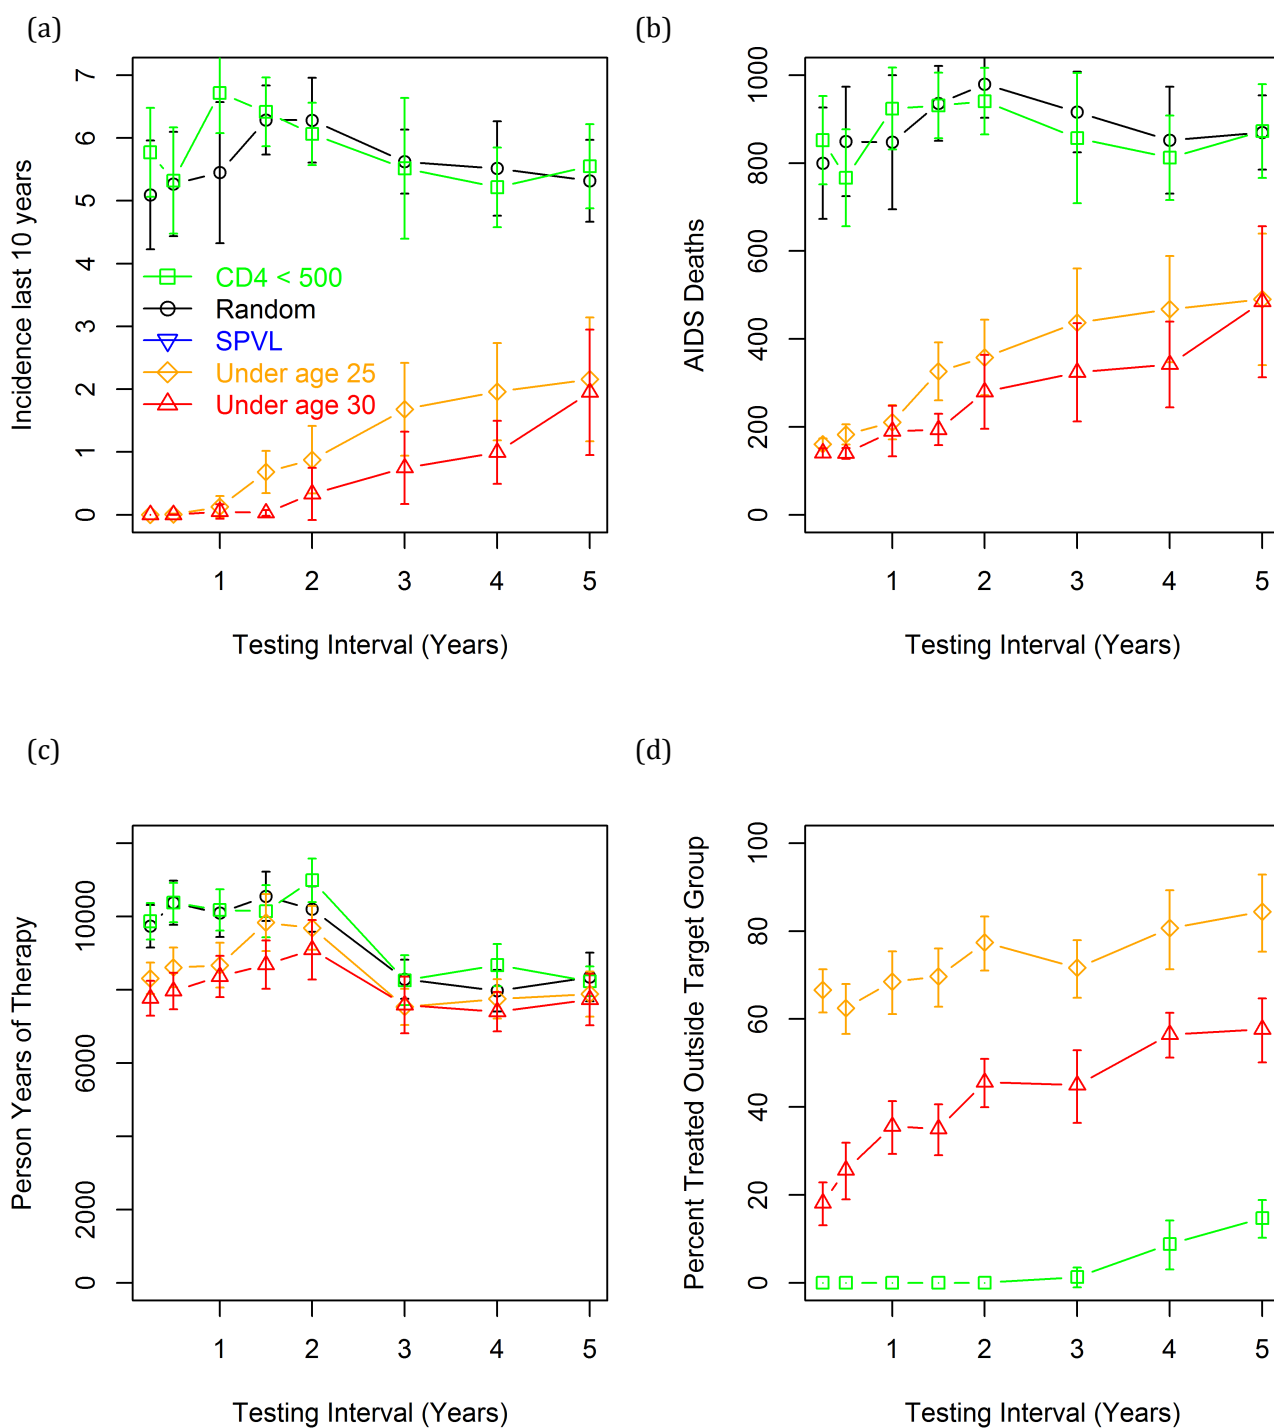 (a)
Incidence last 10 years
7
6
5
4
3
2
1
0
CD4 < 500
Random
SPVL
Under age 25
Under age 30
1 2 3 4 5
Testing Interval (Years)
(b)
AIDS Deaths
1000
800
600
400
200
0
1 2 3 4 5
Testing Interval (Years)
(c)
Person Years of Therapy
10000
6000
2000
0
1 2 3 4 5
Testing Interval (Years)
(d)
Percent Treated Outside Target Group
100
80
60
40
20
0
1 2 3 4 5
Testing Interval (Years)